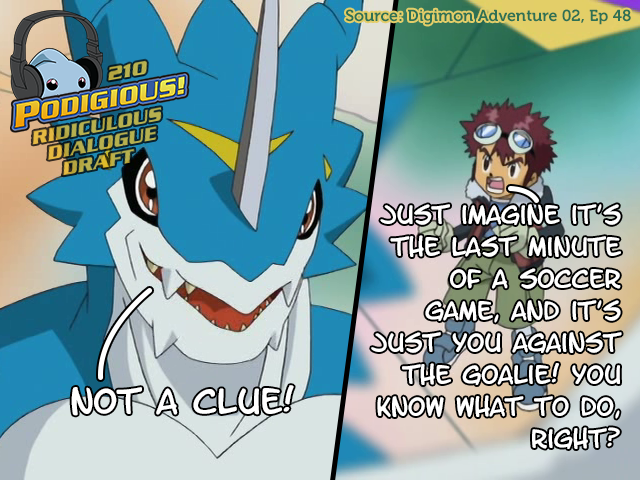 Source: Digimon Adventure 02, Ep 48
210
PODIGIOUS!
RIDICULOUS
DIALOGUE
DRAFT
JUST IMAGINE IT'S
THE LAST MINUTE
OF A SOCCER
GAME, AND IT'S
JUST YOU AGAINST
THE GOALIE! YOU
KNOW WHAT TO DO,
RIGHT?
NOT A CLUE!